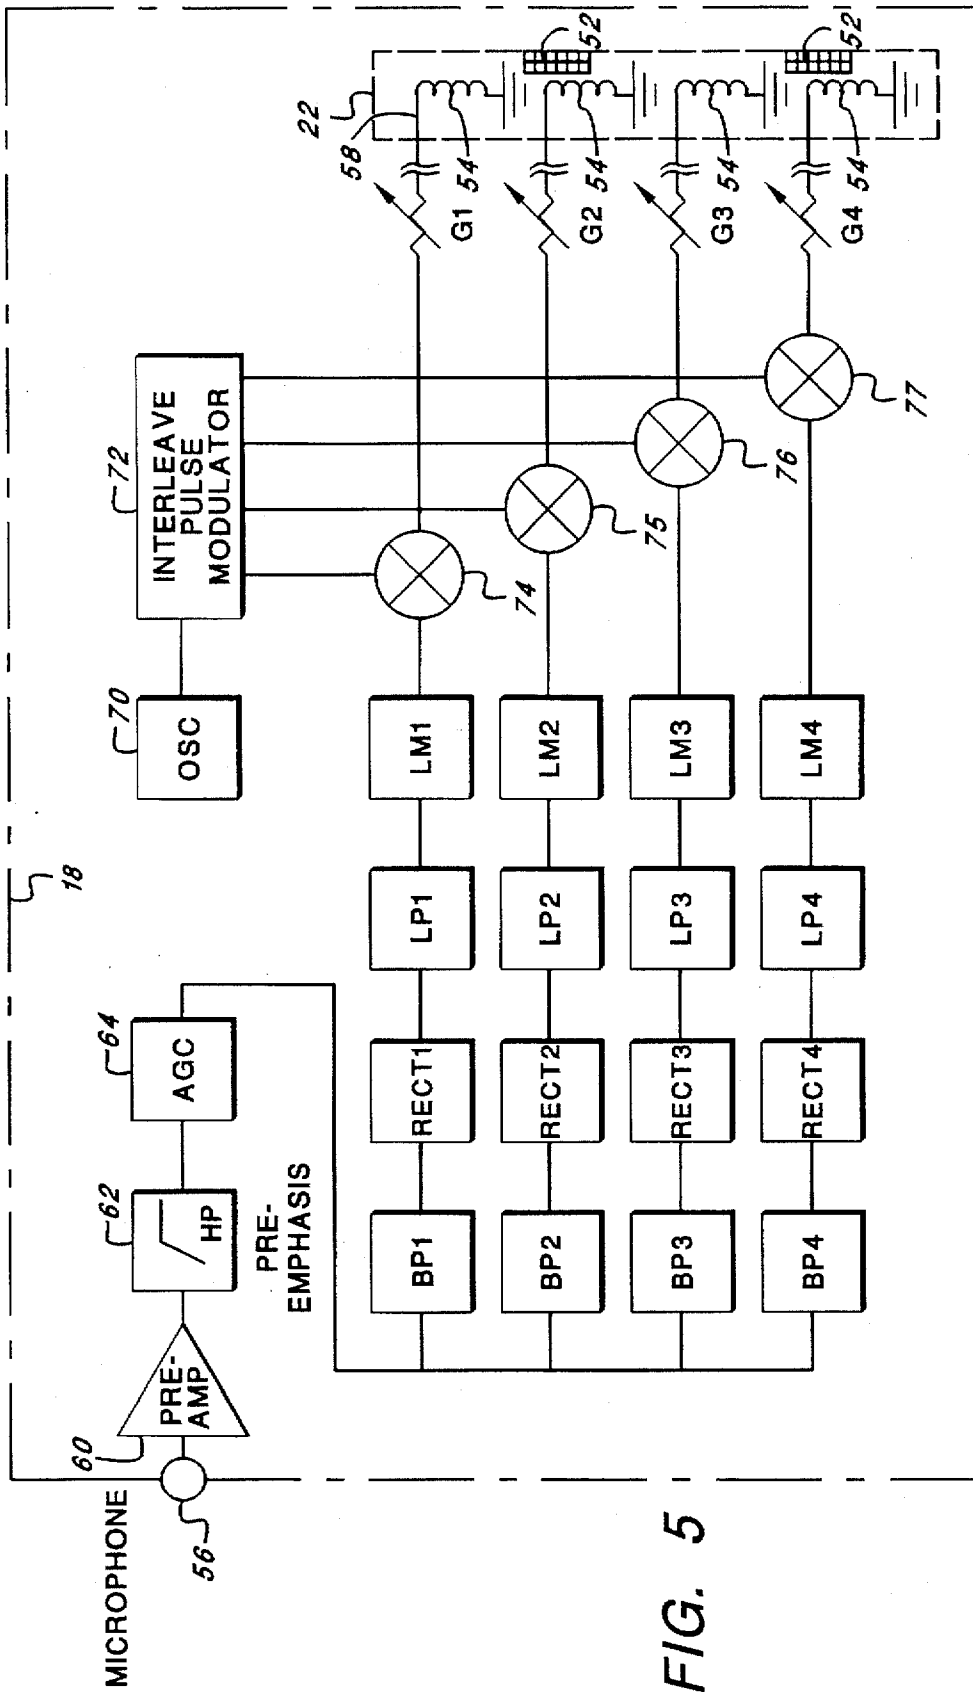 MICROPHONE
56
60
PRE-
AMP
62
HP
PRE-
EMPHASIS
64
AGC
18
70
OSC
72
INTERLEAVE
PULSE
MODULATOR
BP1
RECT1
LP1
LM1
74
G1
58
54
22
BP2
RECT2
LP2
LM2
75
G2
54
52
BP3
RECT3
LP3
LM3
76
G3
54
BP4
RECT4
LP4
LM4
77
G4
54
52
FIG. 5